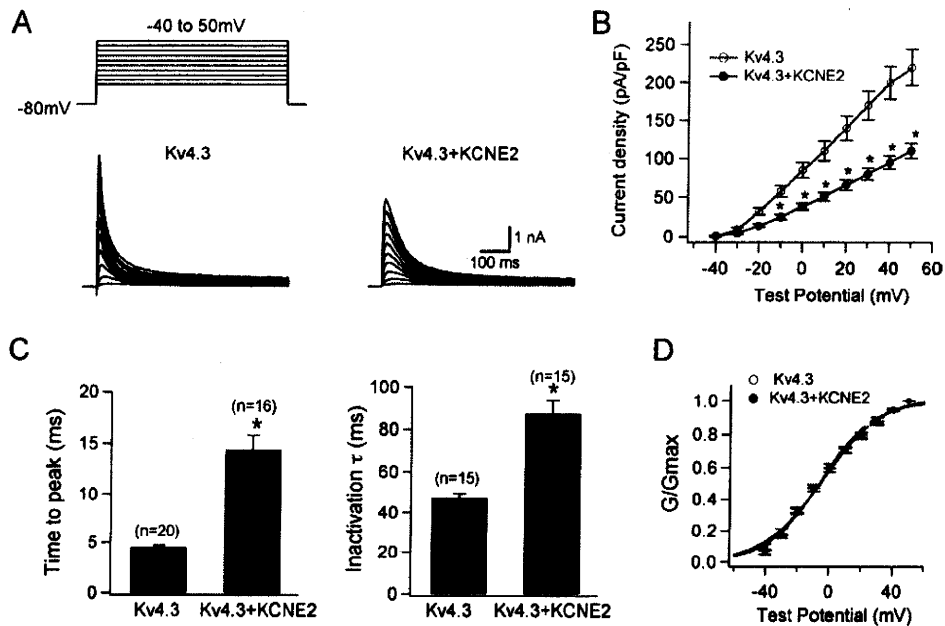 A
-40 to 50mV
-80mV
Kv4.3
Kv4.3+KCNE2
1 nA
100 ms
B
Current density (pA/pF)
250
200
150
100
50
0
Kv4.3
Kv4.3+KCNE2
* * * * * * *
-40 -20 0 20 40 60
Test Potential (mV)
C
Time to peak (ms)
20
15
10
5
0
(n=20)
(n=16)
*
Kv4.3 Kv4.3+KCNE2
Inactivation τ (ms)
100
80
60
40
20
0
(n=15)
(n=15)
*
Kv4.3 Kv4.3+KCNE2
D
Kv4.3
Kv4.3+KCNE2
G/Gmax
1.0
0.8
0.6
0.4
0.2
0.0
-40 0 40
Test Potential (mV)